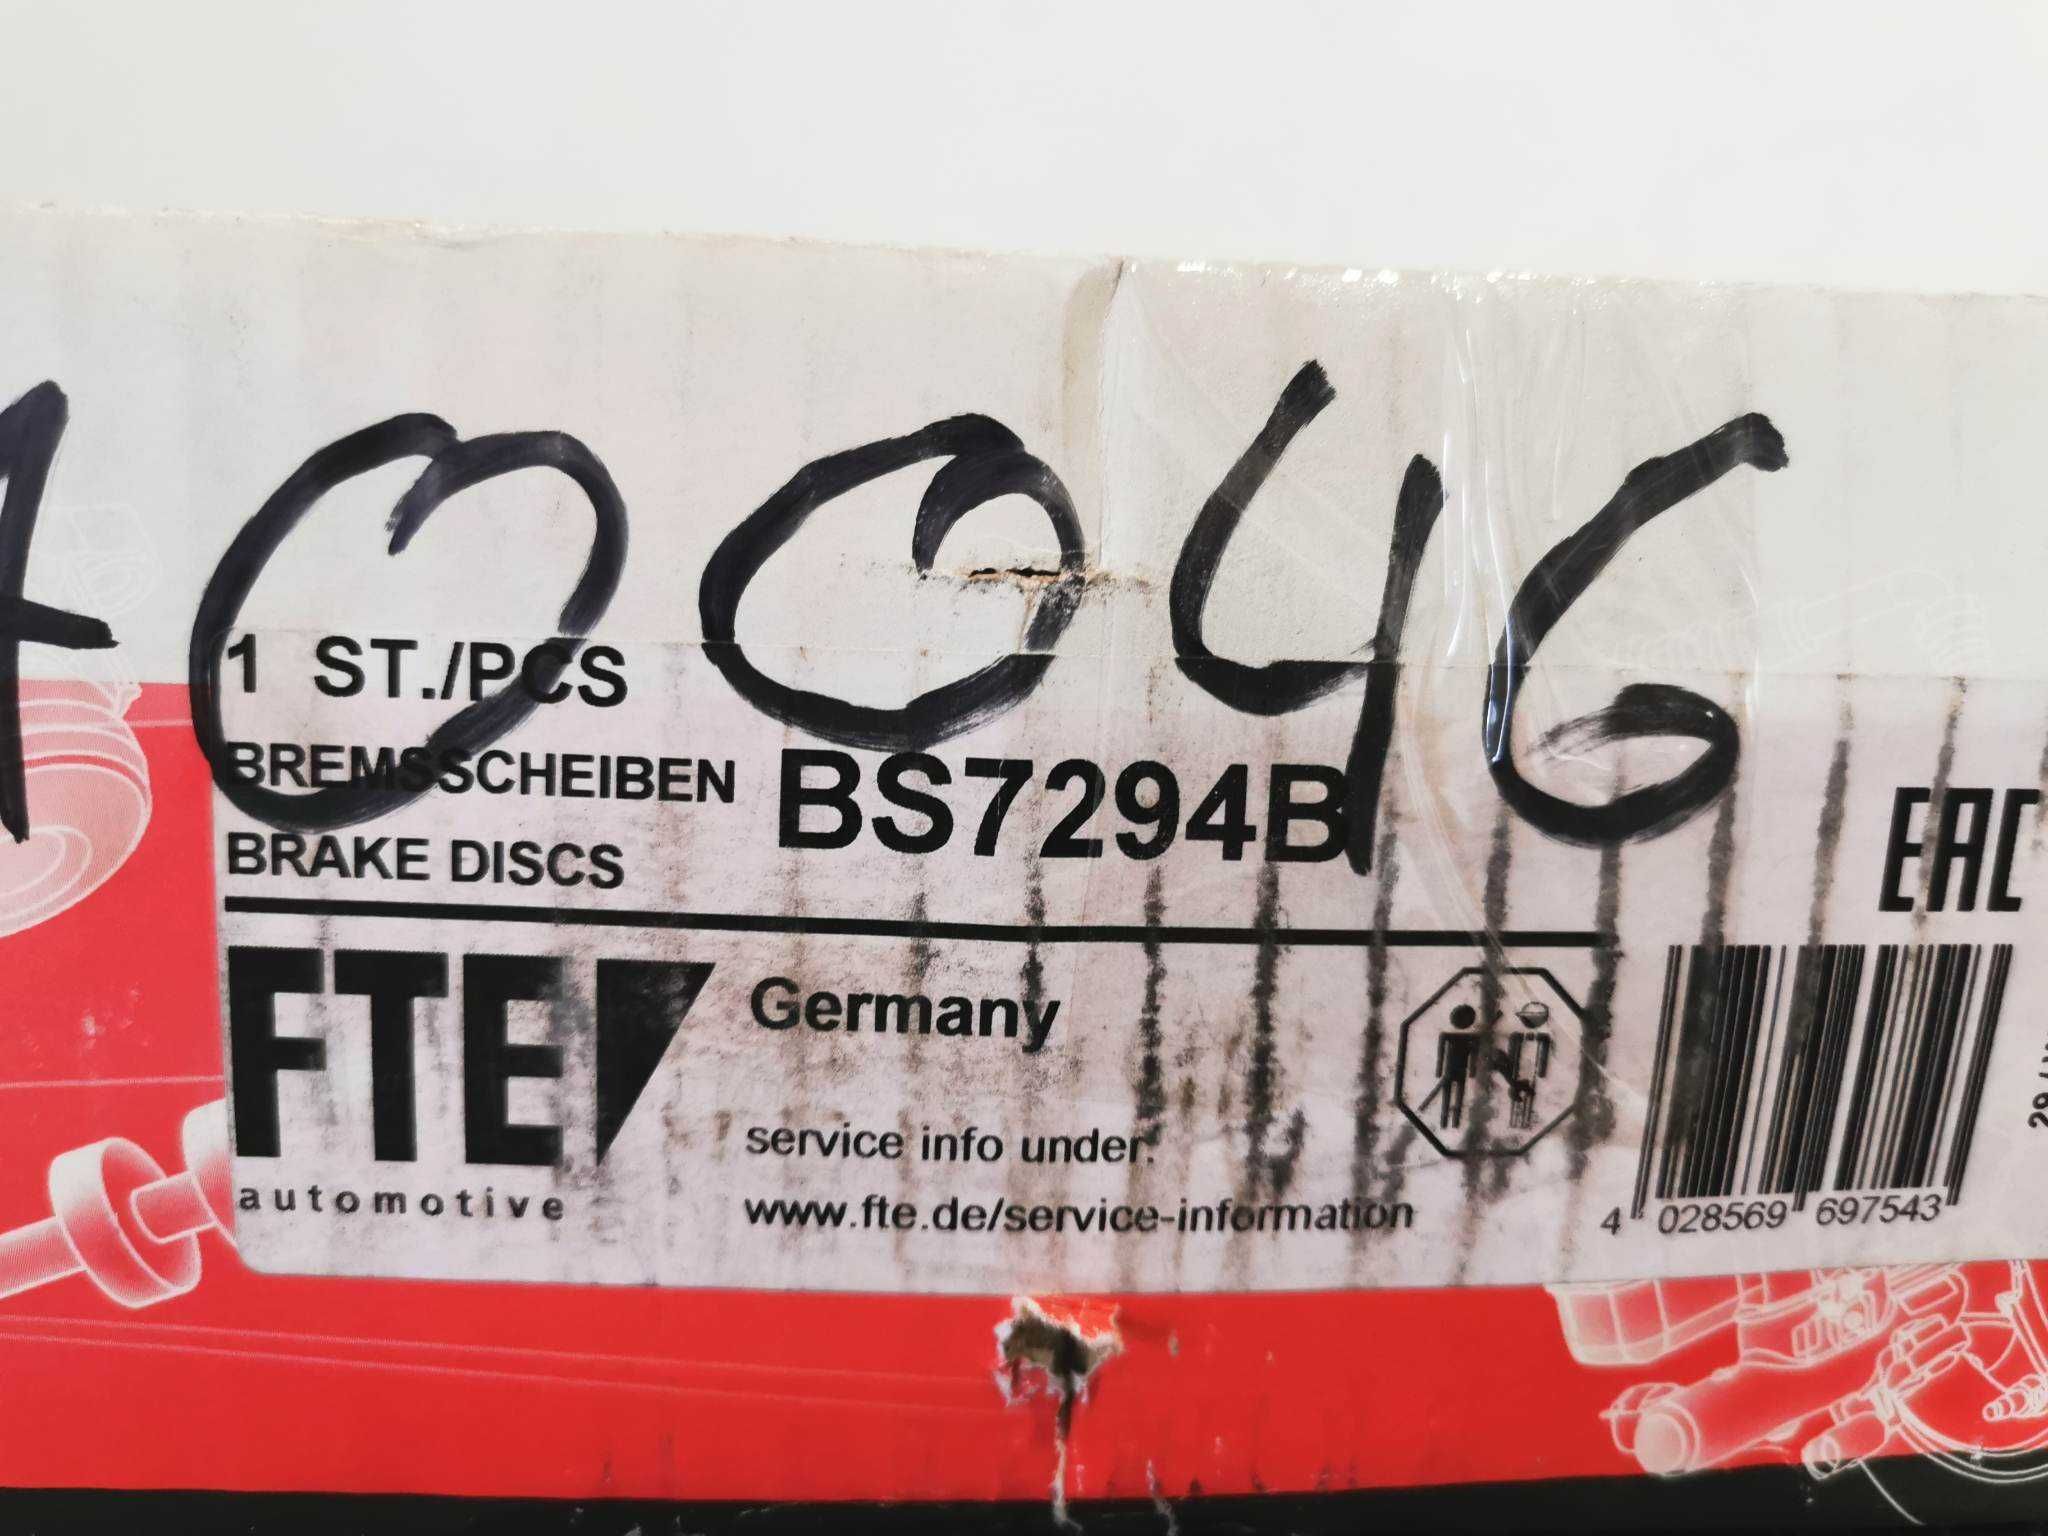 0046
1 ST./PCS
BREMSSCHEIBEN
BRAKE DISCS
BS7294B
EAC
FTE
automotive
Germany
service info under:
www.fte.de/service-information
4 028569 697543